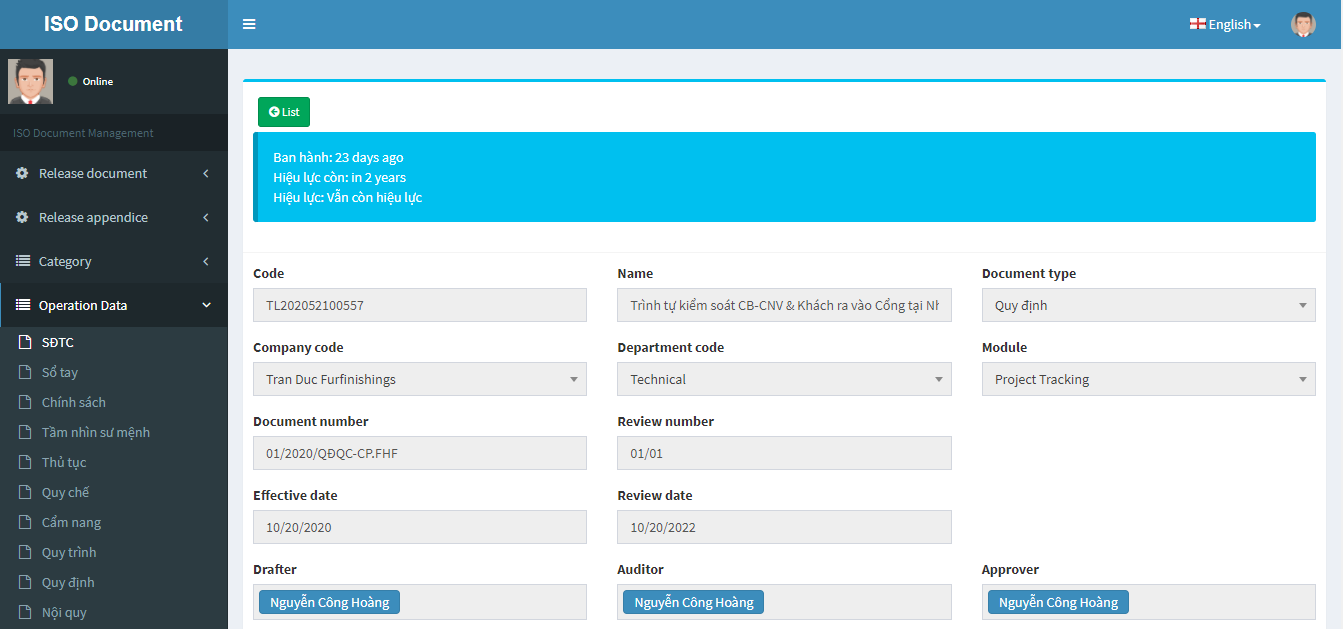 ISO Document
English
Online
ISO Document Management
Release document
Release appendice
Category
Operation Data
SĐTC
Sổ tay
Chính sách
Tầm nhìn sư mệnh
Thủ tục
Quy chế
Cẩm nang
Quy trình
Quy định
Nội quy
List
Ban hành: 23 days ago
Hiệu lực còn: in 2 years
Hiệu lực: Vẫn còn hiệu lực
Code Name Document type
TL202052100557 Trình tự kiểm soát CB-CNV & Khách ra vào Cổng tại Nh Quy định
Company code Department code Module
Tran Duc Furfinishings Technical Project Tracking
Document number Review number
01/2020/QĐQC-CP.FHF 01/01
Effective date Review date
10/20/2020 10/20/2022
Drafter Auditor Approver
Nguyễn Công Hoàng Nguyễn Công Hoàng Nguyễn Công Hoàng